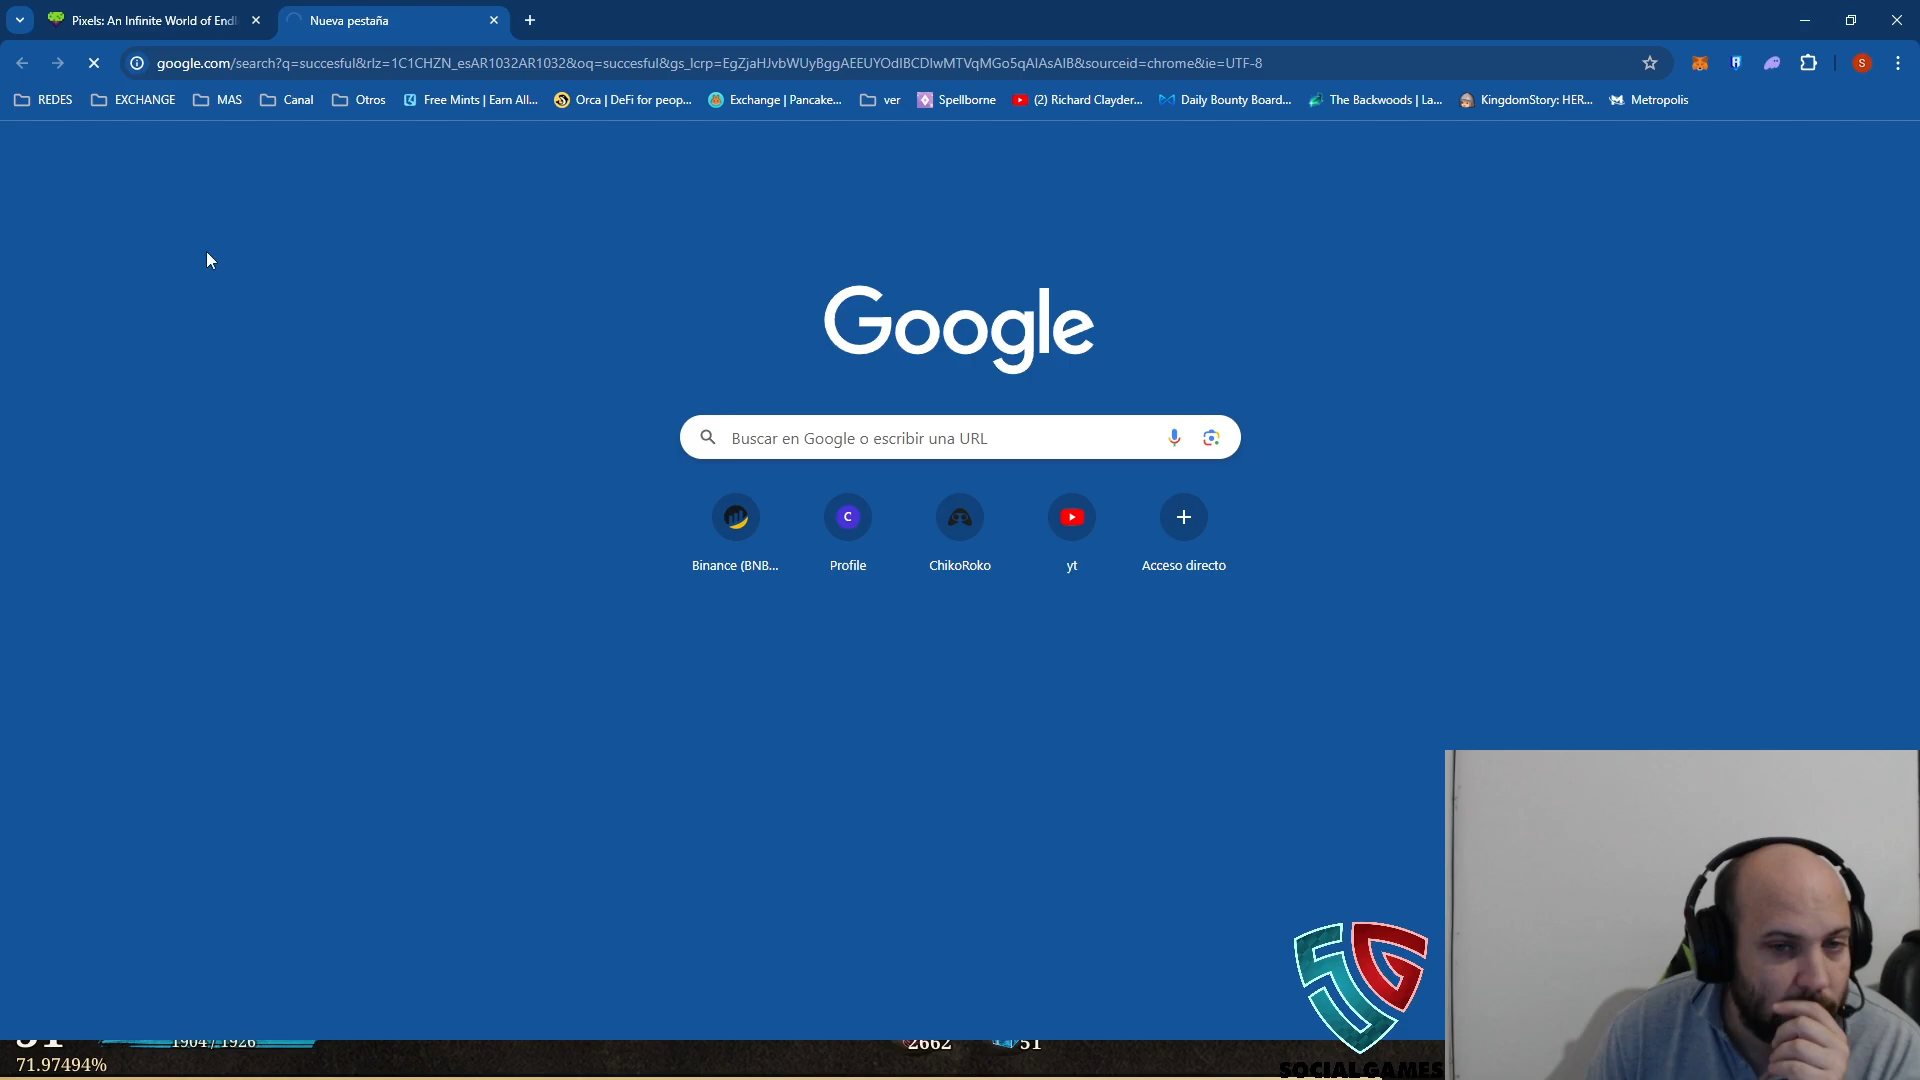 Pixels: An Infinite World of Endl
Nueva pestaña
google.com/search?q=succesful&rlz=1C1CHZN_esAR1032AR1032&oq=succesful&gs_lcrp=EgZjaHJvbWUyBggAEEUYOdIBCDIwMTVqMGo5qAIAsAIB&sourceid=chrome&ie=UTF-8
S
REDES
EXCHANGE
MAS
Canal
Otros
Free Mints | Earn All...
Orca | DeFi for peop...
Exchange | Pancake...
ver
Spellborne
(2) Richard Clayder...
Daily Bounty Board...
The Backwoods | La...
KingdomStory: HER...
Metropolis
Google
Buscar en Google o escribir una URL
C
Binance (BNB...
Profile
ChikoRoko
yt
Acceso directo
1904 / 1926
2662
51
71.97494%
SOCIAL GAMES